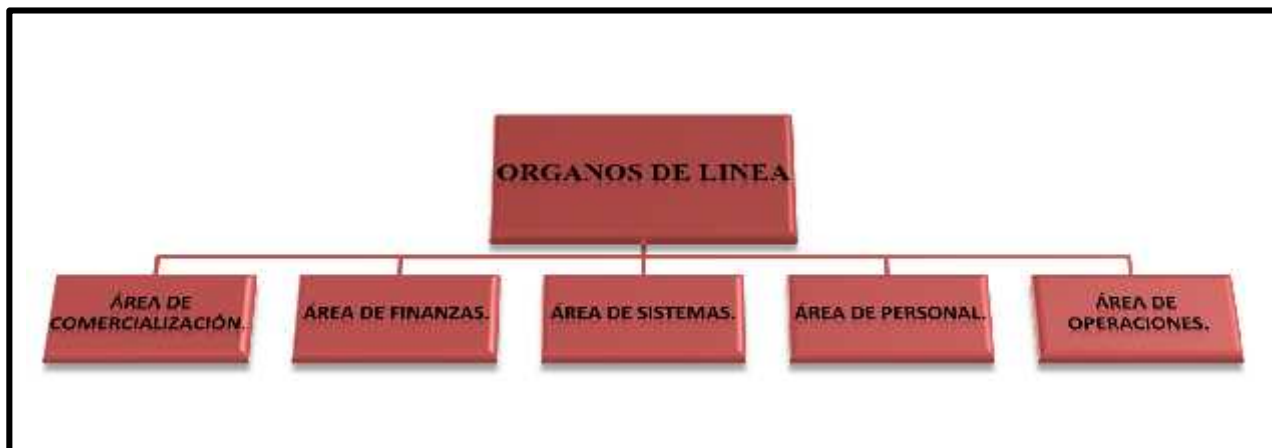 ORGANOS DE LINEA
ÁREA DE
COMERCIALIZACIÓN.
ÁREA DE FINANZAS.
ÁREA DE SISTEMAS.
ÁREA DE PERSONAL.
ÁREA DE
OPERACIONES.